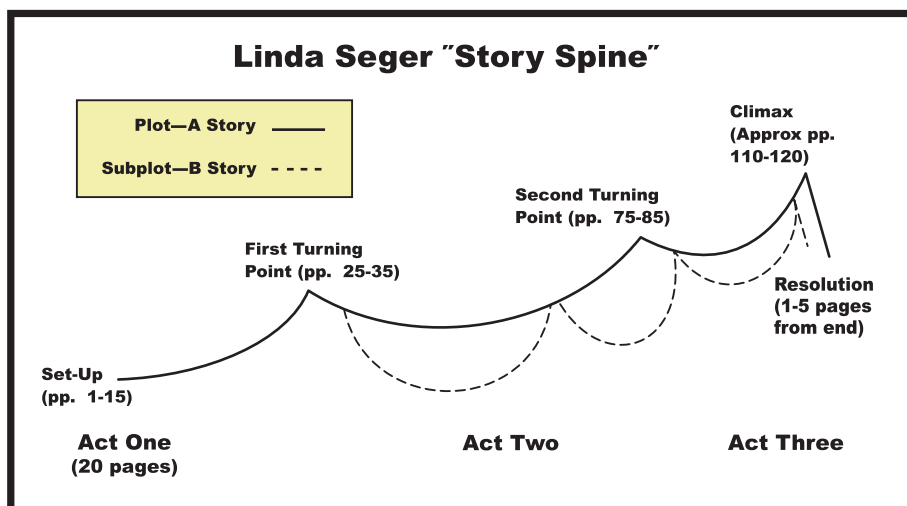 Linda Seger ˝Story Spine˝
Plot—A Story
Subplot—B Story
Climax
(Approx pp.
110-120)
Second Turning
Point (pp. 75-85)
First Turning
Point (pp. 25-35)
Resolution
(1-5 pages
from end)
Set-Up
(pp. 1-15)
Act One
(20 pages)
Act Two
Act Three